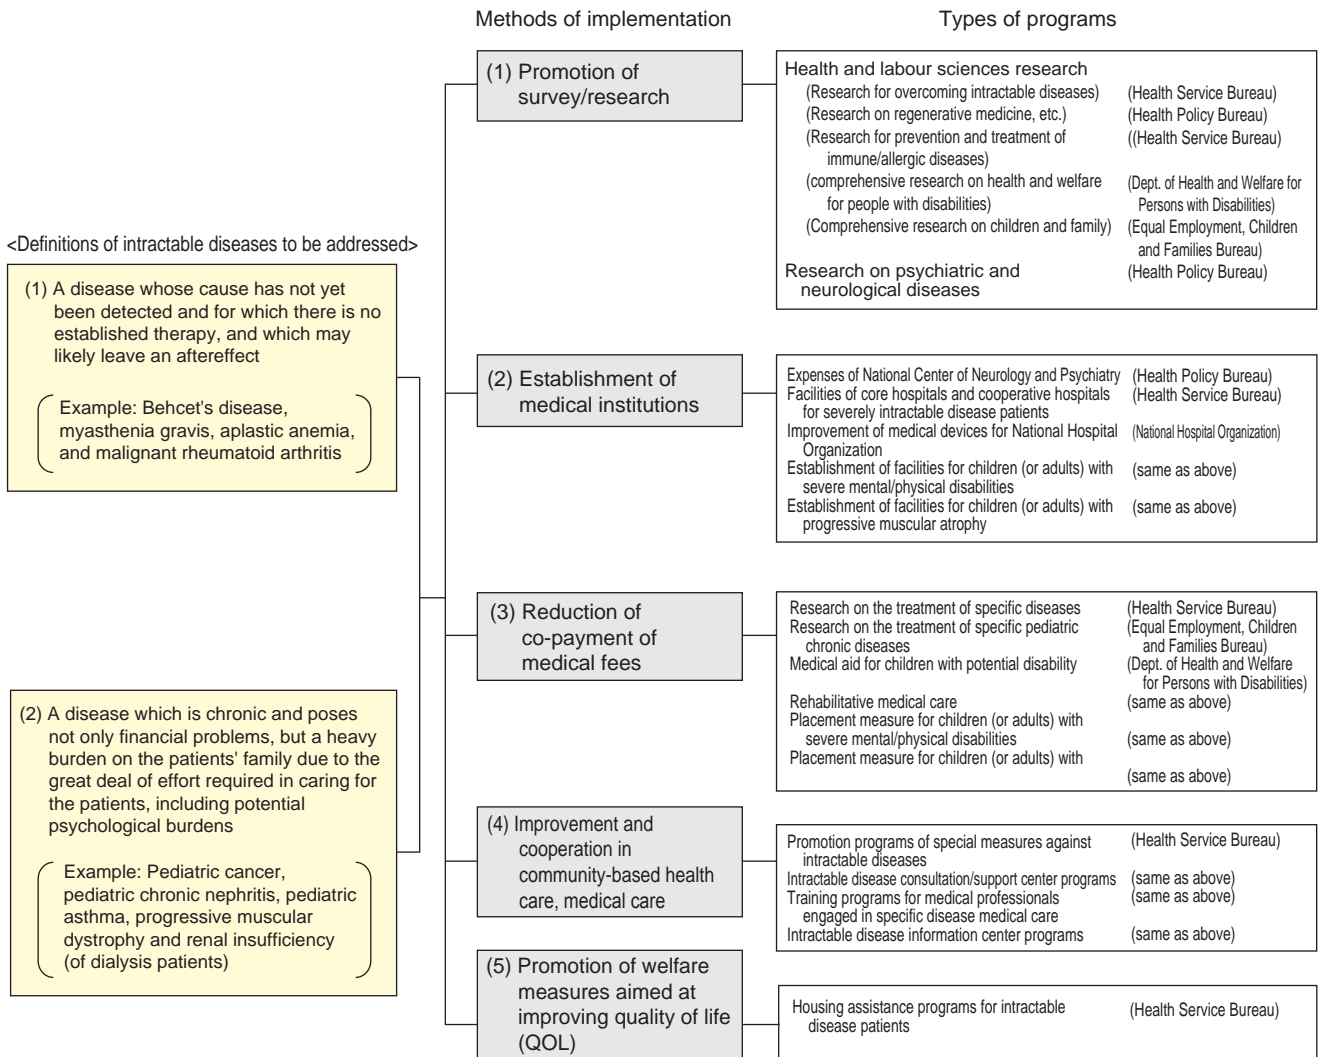 Methods of implementation
Types of programs
<Definitions of intractable diseases to be addressed>
(1) A disease whose cause has not yet
been detected and for which there is no
established therapy, and which may
likely leave an aftereffect
Example: Behcet's disease,
myasthenia gravis, aplastic anemia,
and malignant rheumatoid arthritis
(2) A disease which is chronic and poses
not only financial problems, but a heavy
burden on the patients' family due to the
great deal of effort required in caring for
the patients, including potential
psychological burdens
Example: Pediatric cancer,
pediatric chronic nephritis, pediatric
asthma, progressive muscular
dystrophy and renal insufficiency
(of dialysis patients)
(1) Promotion of
survey/research
Health and labour sciences research
(Research for overcoming intractable diseases) (Health Service Bureau)
(Research on regenerative medicine, etc.) (Health Policy Bureau)
(Research for prevention and treatment of ((Health Service Bureau)
immune/allergic diseases)
(comprehensive research on health and welfare (Dept. of Health and Welfare for
for people with disabilities) Persons with Disabilities)
(Comprehensive research on children and family) (Equal Employment, Children
and Families Bureau)
Research on psychiatric and (Health Policy Bureau)
neurological diseases
(2) Establishment of
medical institutions
Expenses of National Center of Neurology and Psychiatry (Health Policy Bureau)
Facilities of core hospitals and cooperative hospitals (Health Service Bureau)
for severely intractable disease patients
Improvement of medical devices for National Hospital (National Hospital Organization)
Organization
Establishment of facilities for children (or adults) with (same as above)
severe mental/physical disabilities
Establishment of facilities for children (or adults) with (same as above)
progressive muscular atrophy
(3) Reduction of
co-payment of
medical fees
Research on the treatment of specific diseases (Health Service Bureau)
Research on the treatment of specific pediatric (Equal Employment, Children
chronic diseases and Families Bureau)
Medical aid for children with potential disability (Dept. of Health and Welfare
for Persons with Disabilities)
Rehabilitative medical care (same as above)
Placement measure for children (or adults) with
severe mental/physical disabilities (same as above)
Placement measure for children (or adults) with
(same as above)
(4) Improvement and
cooperation in
community-based health
care, medical care
Promotion programs of special measures against (Health Service Bureau)
intractable diseases
Intractable disease consultation/support center programs (same as above)
Training programs for medical professionals (same as above)
engaged in specific disease medical care
Intractable disease information center programs (same as above)
(5) Promotion of welfare
measures aimed at
improving quality of life
(QOL)
Housing assistance programs for intractable (Health Service Bureau)
disease patients